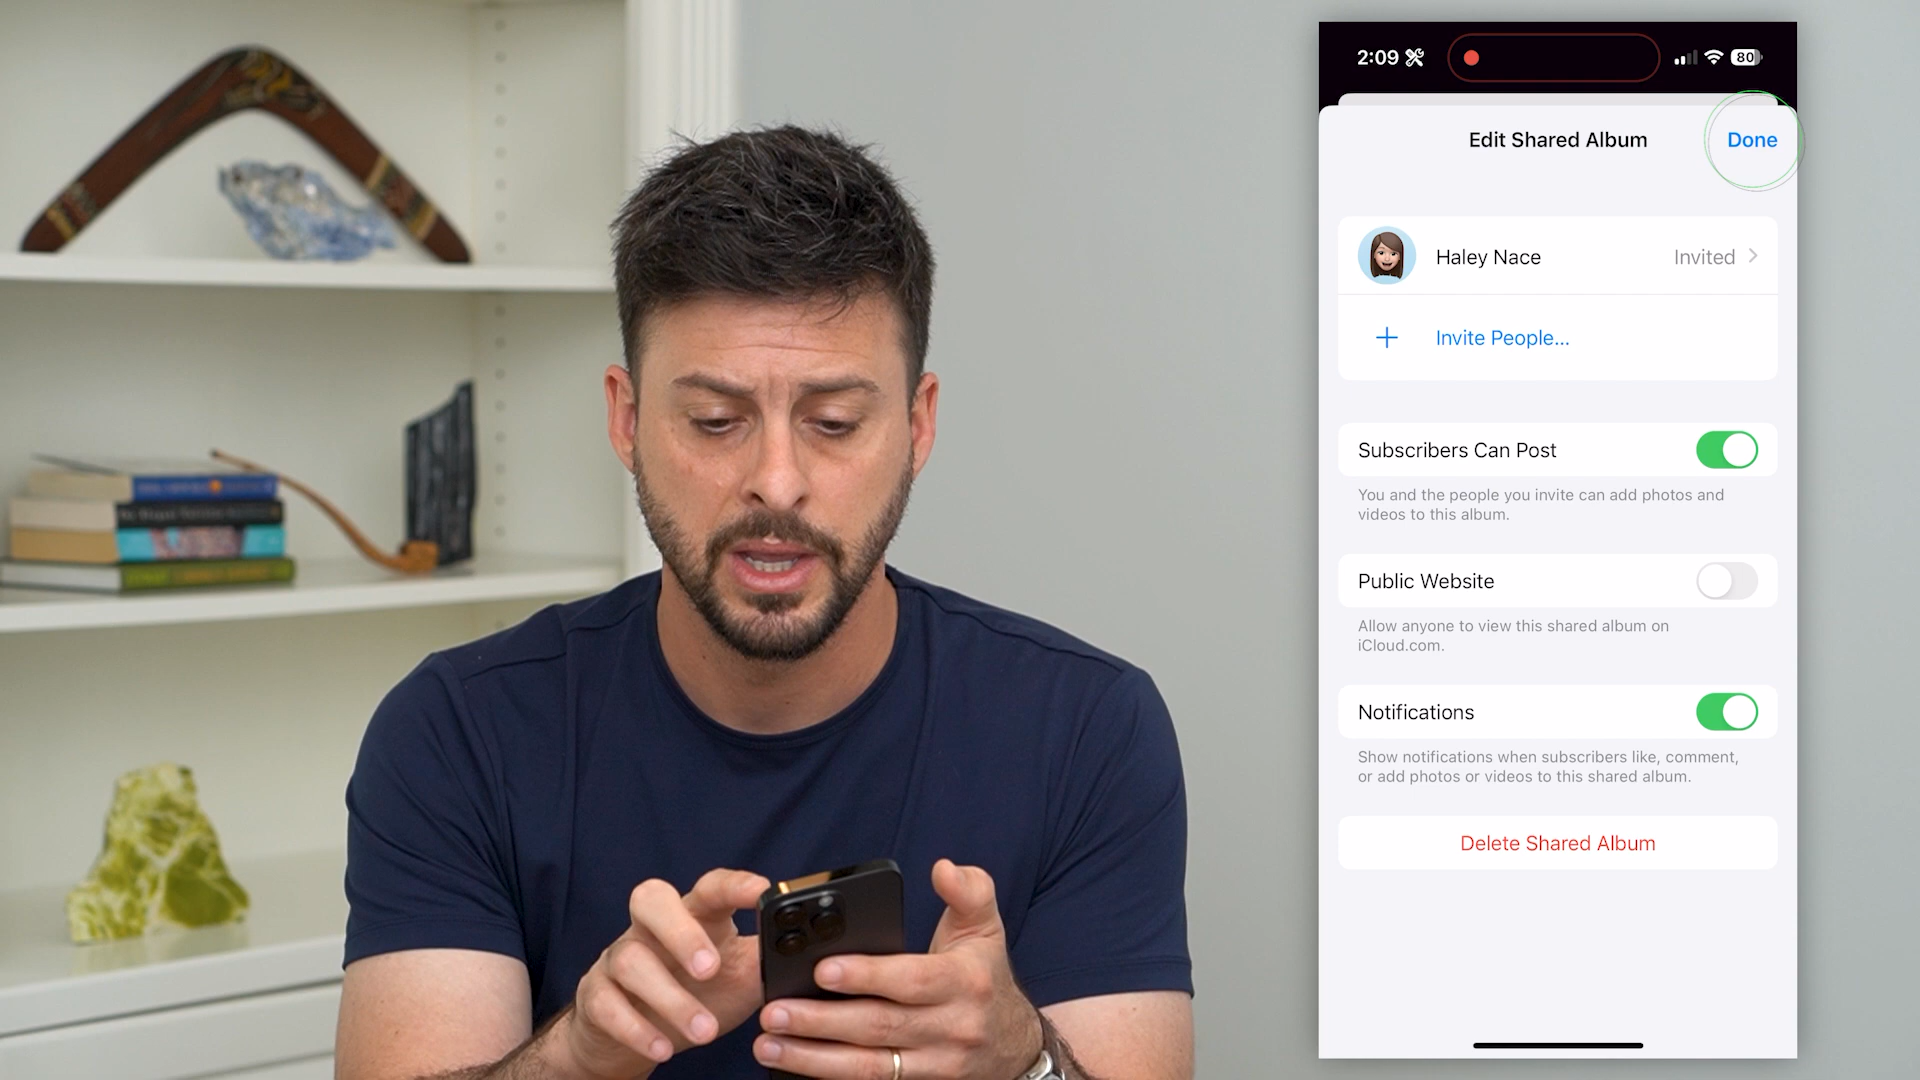 2:09
80
Edit Shared Album
Done
Haley Nace
Invited
Invite People...
Subscribers Can Post
You and the people you invite can add photos and
videos to this album.
Public Website
Allow anyone to view this shared album on
iCloud.com.
Notifications
Show notifications when subscribers like, comment,
or add photos or videos to this shared album.
Delete Shared Album